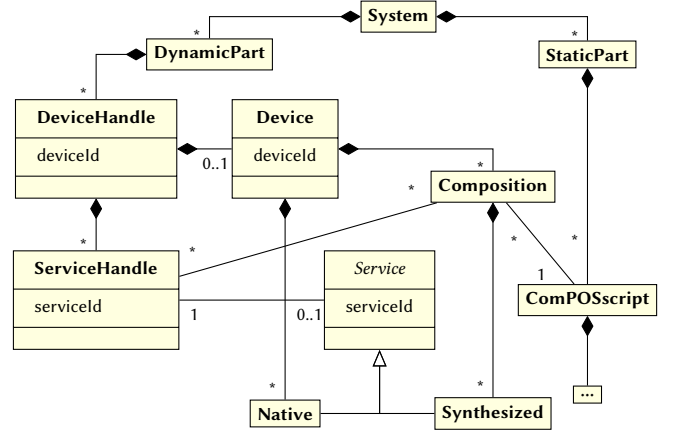 System
*
*
DynamicPart
StaticPart
*
DeviceHandle
deviceId
0..1
Device
deviceId
*
*
Composition
*
*
*
*
1
ServiceHandle
serviceId
1
0..1
Service
serviceId
ComPOSscript
*
*
Native
Synthesized
...